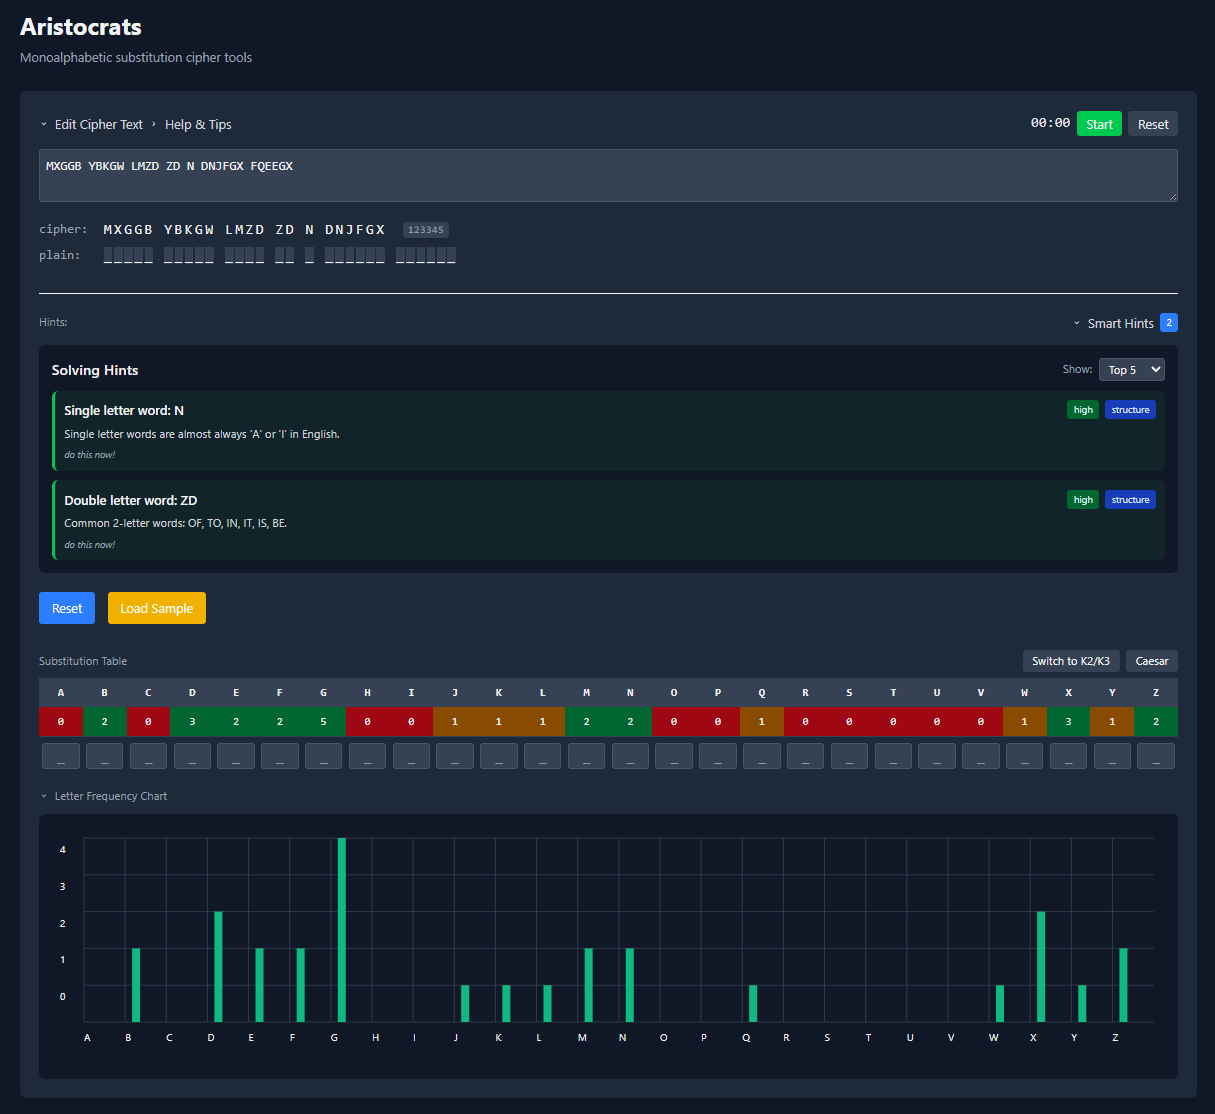 Aristocrats
Monoalphabetic substitution cipher tools
Edit Cipher Text Help & Tips 00:00 Start Reset
MXGGB YBKGW LMZD ZD N DNJFGX FQEEGX
cipher: MXGGB YBKGW LMZD ZD N DNJFGX 123345
plain: _____ _____ ____ __ _ ______ ______
Hints: Smart Hints 2
Solving Hints Show: Top 5
Single letter word: N high structure
Single letter words are almost always 'A' or 'I' in English.
do this now!
Double letter word: ZD high structure
Common 2-letter words: OF, TO, IN, IT, IS, BE.
do this now!
Reset Load Sample
Substitution Table Switch to K2/K3 Caesar
A B C D E F G H I J K L M N O P Q R S T U V W X Y Z
0 2 0 3 2 2 5 0 0 1 1 1 2 2 0 0 1 0 0 0 0 0 1 3 1 2
_ _ _ _ _ _ _ _ _ _ _ _ _ _ _ _ _ _ _ _ _ _ _ _ _ _
Letter Frequency Chart
4
3
2
1
0
A B C D E F G H I J K L M N O P Q R S T U V W X Y Z